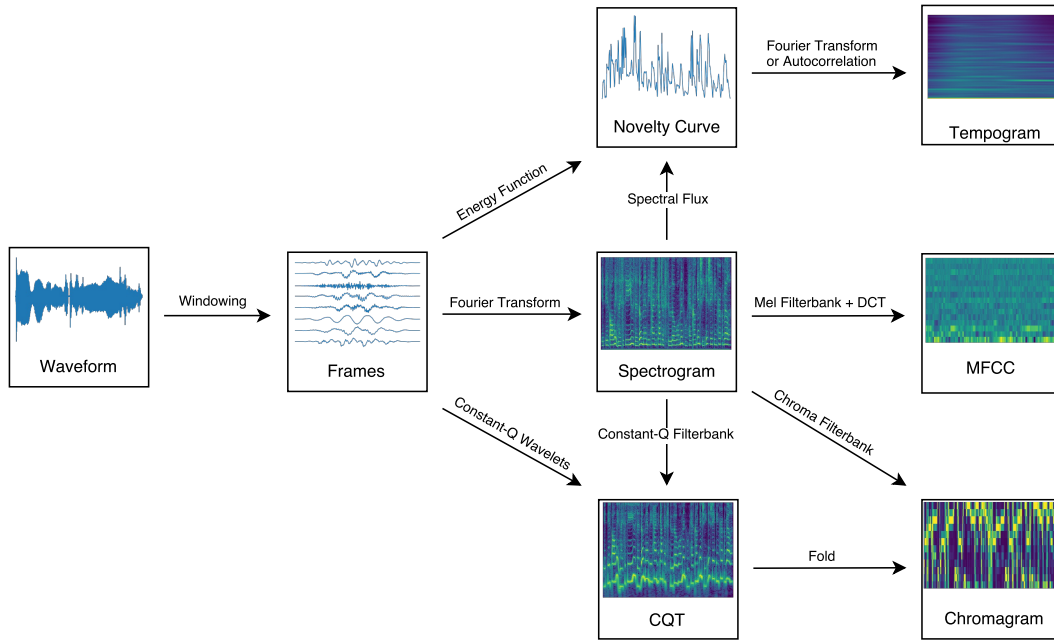 Fourier Transform
or Autocorrelation
Novelty Curve
Tempogram
Energy Function
Spectral Flux
Windowing
Fourier Transform
Mel Filterbank + DCT
Waveform
Frames
Spectrogram
MFCC
Constant-Q Wavelets
Constant-Q Filterbank
Chroma Filterbank
Fold
CQT
Chromagram